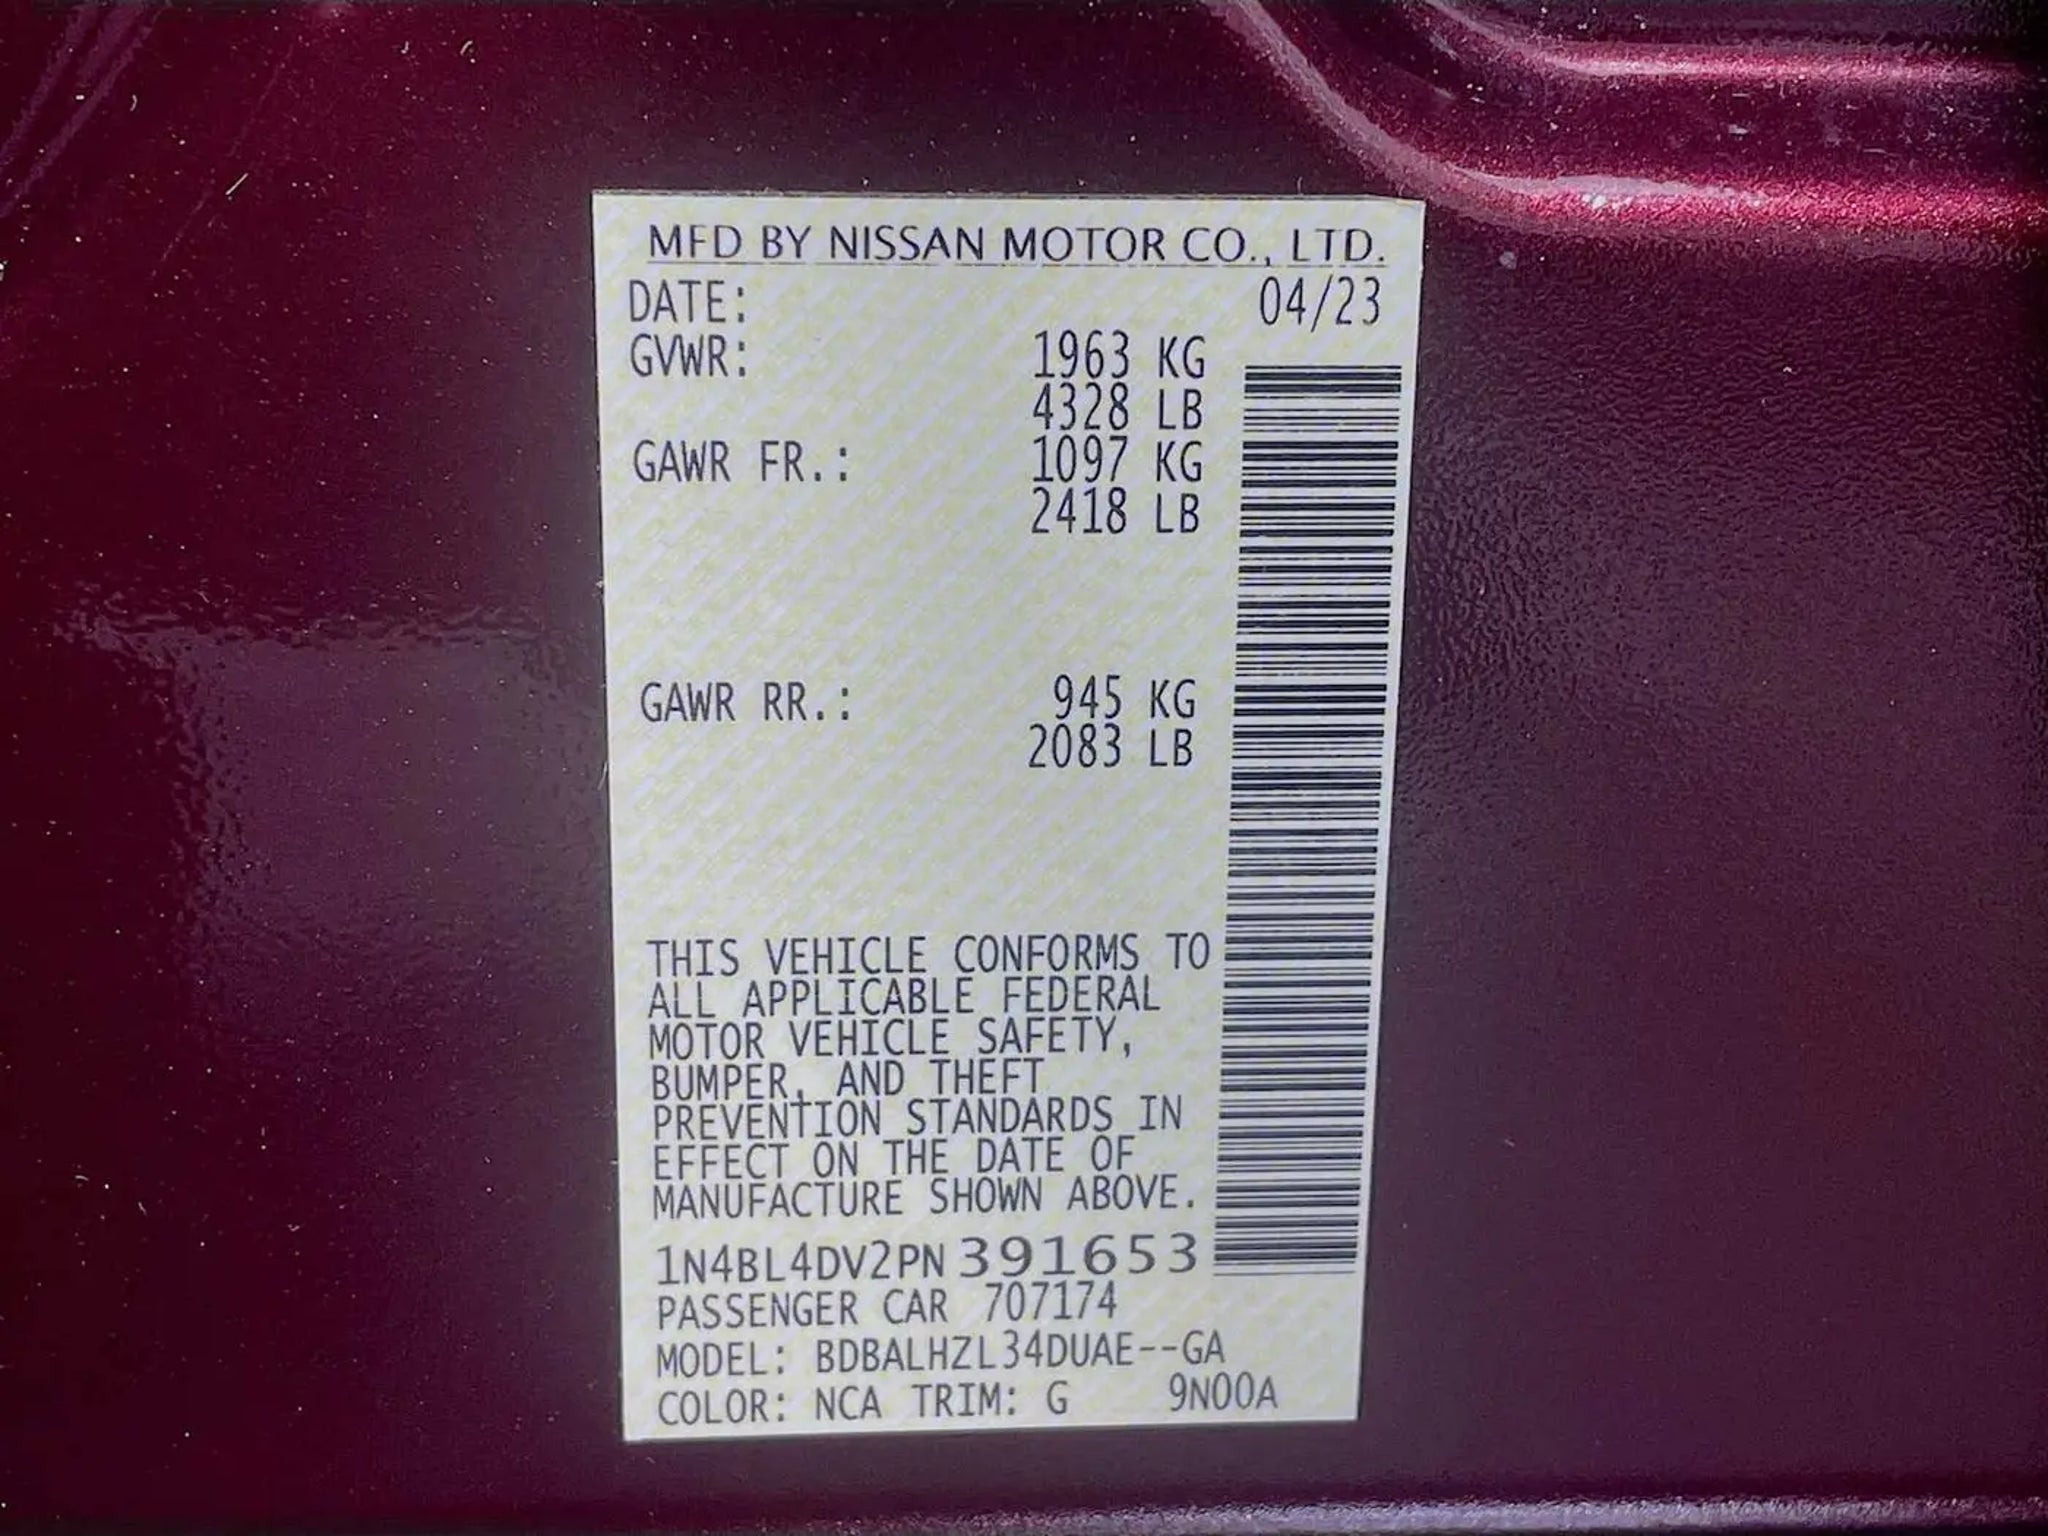 MFD BY NISSAN MOTOR CO., LTD.
DATE: 04/23
GVWR: 1963 KG
4328 LB
GAWR FR.: 1097 KG
2418 LB
GAWR RR.: 945 KG
2083 LB
THIS VEHICLE CONFORMS TO
ALL APPLICABLE FEDERAL
MOTOR VEHICLE SAFETY,
BUMPER, AND THEFT
PREVENTION STANDARDS IN
EFFECT ON THE DATE OF
MANUFACTURE SHOWN ABOVE.
1N4BL4DV2PN391653
PASSENGER CAR 707174
MODEL: BDBALHZL34DUAE--GA
COLOR: NCA TRIM: G 9N00A